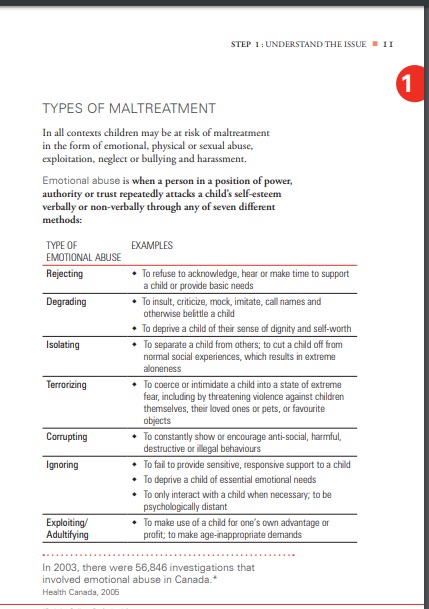 STEP 1: UNDERSTAND THE ISSUE ■ 11
1
TYPES OF MALTREATMENT
In all contexts children may be at risk of maltreatment
in the form of emotional, physical or sexual abuse,
exploitation, neglect or bullying and harassment.
Emotional abuse is when a person in a position of power,
authority or trust repeatedly attacks a child's self-esteem
verbally or non-verbally through any of seven different
methods:
TYPE OF EMOTIONAL ABUSE
EXAMPLES
Rejecting
◆ To refuse to acknowledge, hear or make time to support
a child or provide basic needs
Degrading
◆ To insult, criticize, mock, imitate, call names and
otherwise belittle a child
◆ To deprive a child of their sense of dignity and self-worth
Isolating
◆ To separate a child from others; to cut a child off from
normal social experiences, which results in extreme
aloneness
Terrorizing
◆ To coerce or intimidate a child into a state of extreme
fear, including by threatening violence against children
themselves, their loved ones or pets, or favourite
objects
Corrupting
◆ To constantly show or encourage anti-social, harmful,
destructive or illegal behaviours
Ignoring
◆ To fail to provide sensitive, responsive support to a child
◆ To deprive a child of essential emotional needs
◆ To only interact with a child when necessary; to be
psychologically distant
Exploiting/
Adultifying
◆ To make use of a child for one's own advantage or
profit; to make age-inappropriate demands
In 2003, there were 56,846 investigations that
involved emotional abuse in Canada.*
Health Canada, 2005